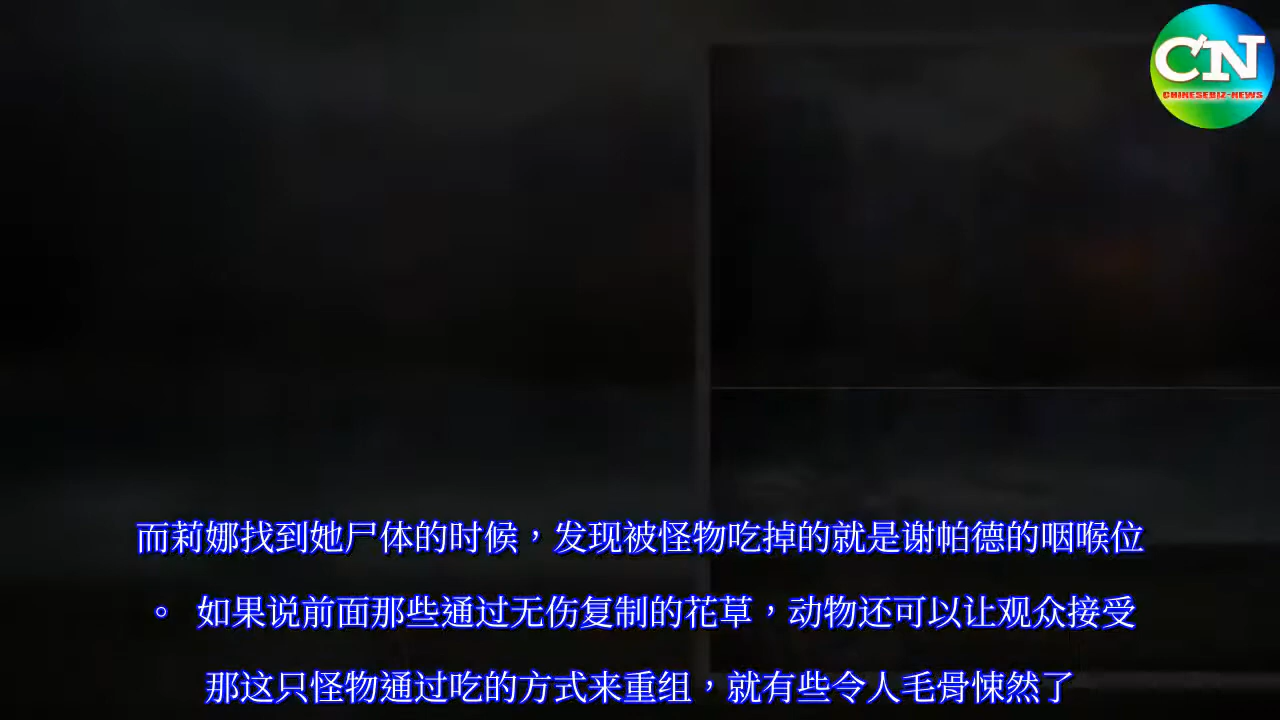 CN
CHINESEBIZ-NEWS
而莉娜找到她尸体的时候，发现被怪物吃掉的就是谢帕德的咽喉位
。 如果说前面那些通过无伤复制的花草，动物还可以让观众接受
那这只怪物通过吃的方式来重组，就有些令人毛骨悚然了